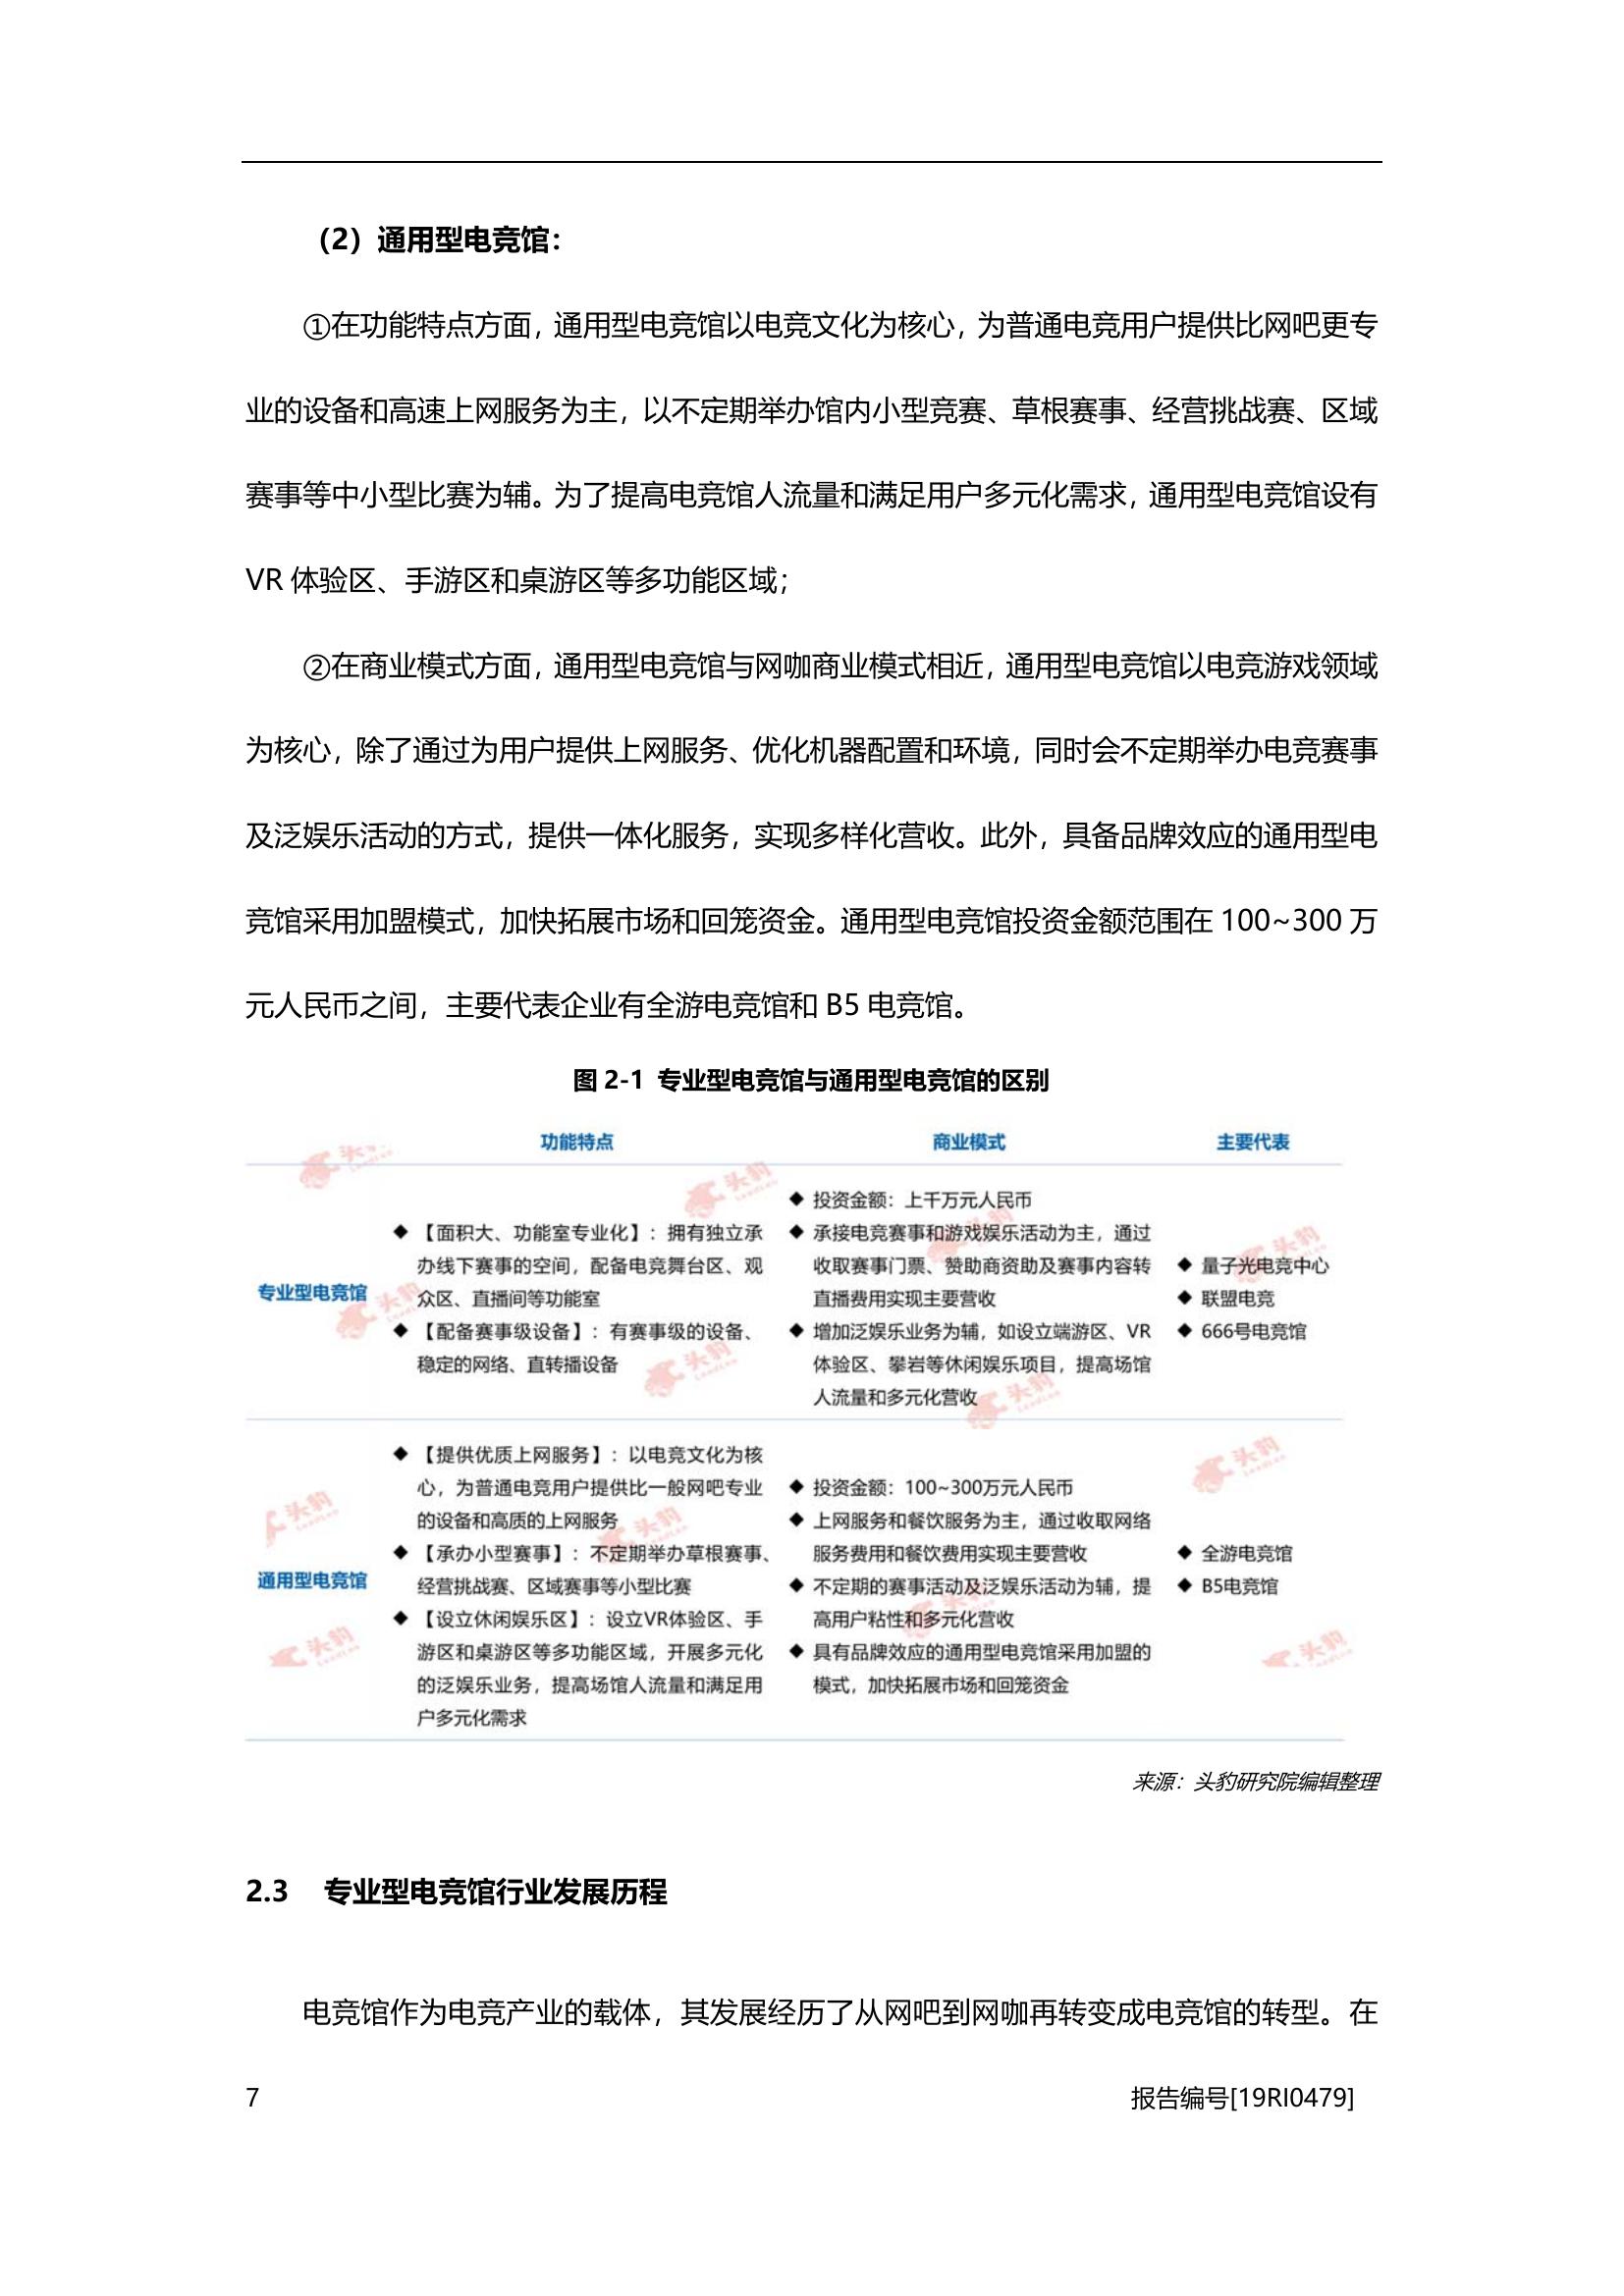 （2）通用型电竞馆：
①在功能特点方面，通用型电竞馆以电竞文化为核心，为普通电竞用户提供比网吧更专
业的设备和高速上网服务为主，以不定期举办馆内小型竞赛、草根赛事、经营挑战赛、区域
赛事等中小型比赛为辅。为了提高电竞馆人流量和满足用户多元化需求，通用型电竞馆设有
VR 体验区、手游区和桌游区等多功能区域；
②在商业模式方面，通用型电竞馆与网咖商业模式相近，通用型电竞馆以电竞游戏领域
为核心，除了通过为用户提供上网服务、优化机器配置和环境，同时会不定期举办电竞赛事
及泛娱乐活动的方式，提供一体化服务，实现多样化营收。此外，具备品牌效应的通用型电
竞馆采用加盟模式，加快拓展市场和回笼资金。通用型电竞馆投资金额范围在 100~300 万
元人民币之间，主要代表企业有全游电竞馆和 B5 电竞馆。
图 2-1 专业型电竞馆与通用型电竞馆的区别
功能特点 商业模式 主要代表
专业型电竞馆
◆ 【面积大、功能室专业化】：拥有独立承
办线下赛事的空间，配备电竞舞台区、观
众区、直播间等功能室
◆ 【配备赛事级设备】：有赛事级的设备、
稳定的网络、直转播设备
◆ 投资金额：上千万元人民币
◆ 承接电竞赛事和游戏娱乐活动为主，通过
收取赛事门票、赞助商资助及赛事内容转
直播费用实现主要营收
◆ 增加泛娱乐业务为辅，如设立端游区、VR
体验区、攀岩等休闲娱乐项目，提高场馆
人流量和多元化营收
◆ 量子光电竞中心
◆ 联盟电竞
◆ 666号电竞馆
通用型电竞馆
◆ 【提供优质上网服务】：以电竞文化为核
心，为普通电竞用户提供比一般网吧专业
的设备和高质的上网服务
◆ 【承办小型赛事】：不定期举办草根赛事、
经营挑战赛、区域赛事等小型比赛
◆ 【设立休闲娱乐区】：设立VR体验区、手
游区和桌游区等多功能区域，开展多元化
的泛娱乐业务，提高场馆人流量和满足用
户多元化需求
◆ 投资金额：100~300万元人民币
◆ 上网服务和餐饮服务为主，通过收取网络
服务费用和餐饮费用实现主要营收
◆ 不定期的赛事活动及泛娱乐活动为辅，提
高用户粘性和多元化营收
◆ 具有品牌效应的通用型电竞馆采用加盟的
模式，加快拓展市场和回笼资金
◆ 全游电竞馆
◆ B5电竞馆
来源：头豹研究院编辑整理
2.3 专业型电竞馆行业发展历程
电竞馆作为电竞产业的载体，其发展经历了从网吧到网咖再转变成电竞馆的转型。在
7 报告编号[19RI0479]